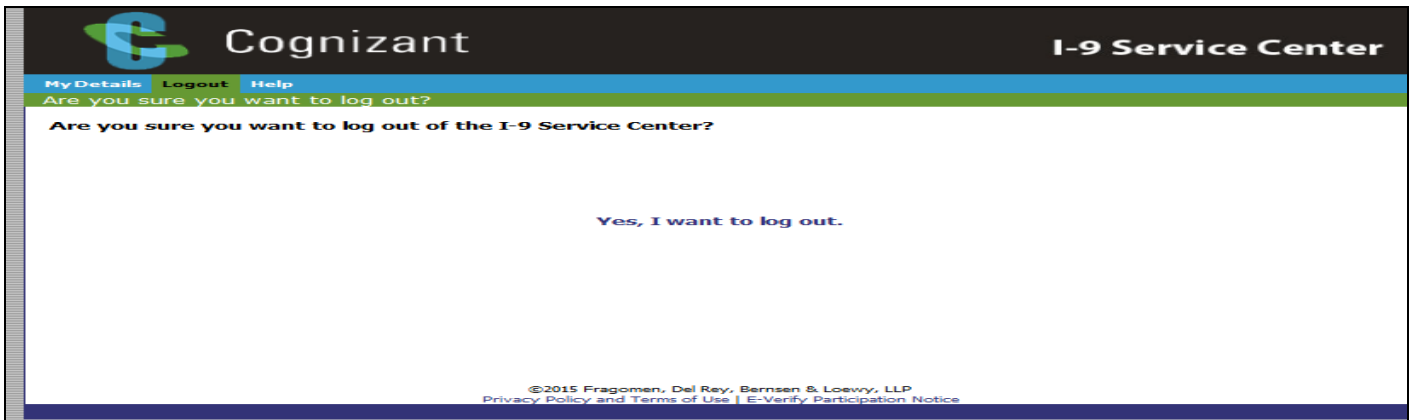 Cognizant
I-9 Service Center
My Details Logout Help
Are you sure you want to log out?
Are you sure you want to log out of the I-9 Service Center?
Yes, I want to log out.
©2015 Fragomen, Del Rey, Bernsen & Loewy, LLP
Privacy Policy and Terms of Use | E-Verify Participation Notice